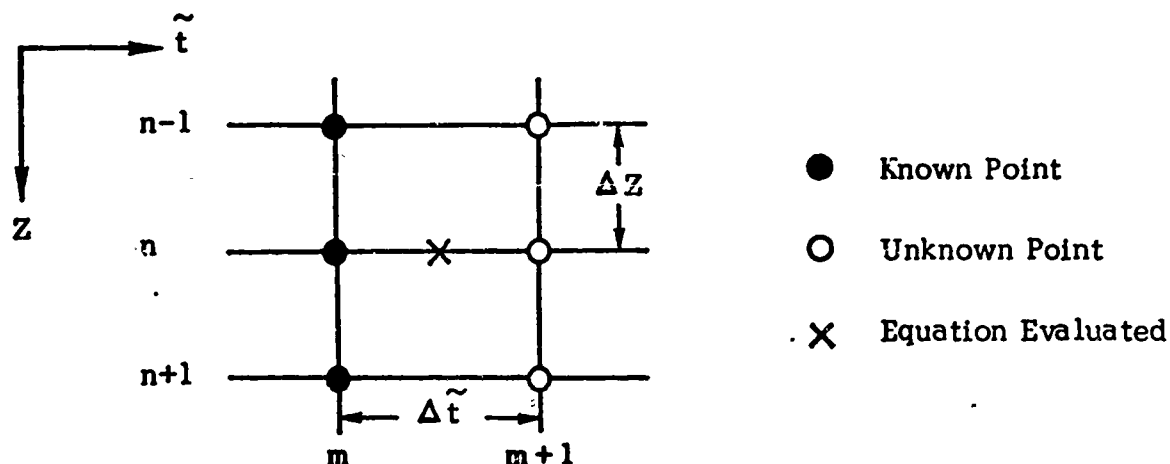 t̃
Z
n-1
n
n+1
ΔZ
Δt̃
m
m+1
Known Point
Unknown Point
Equation Evaluated